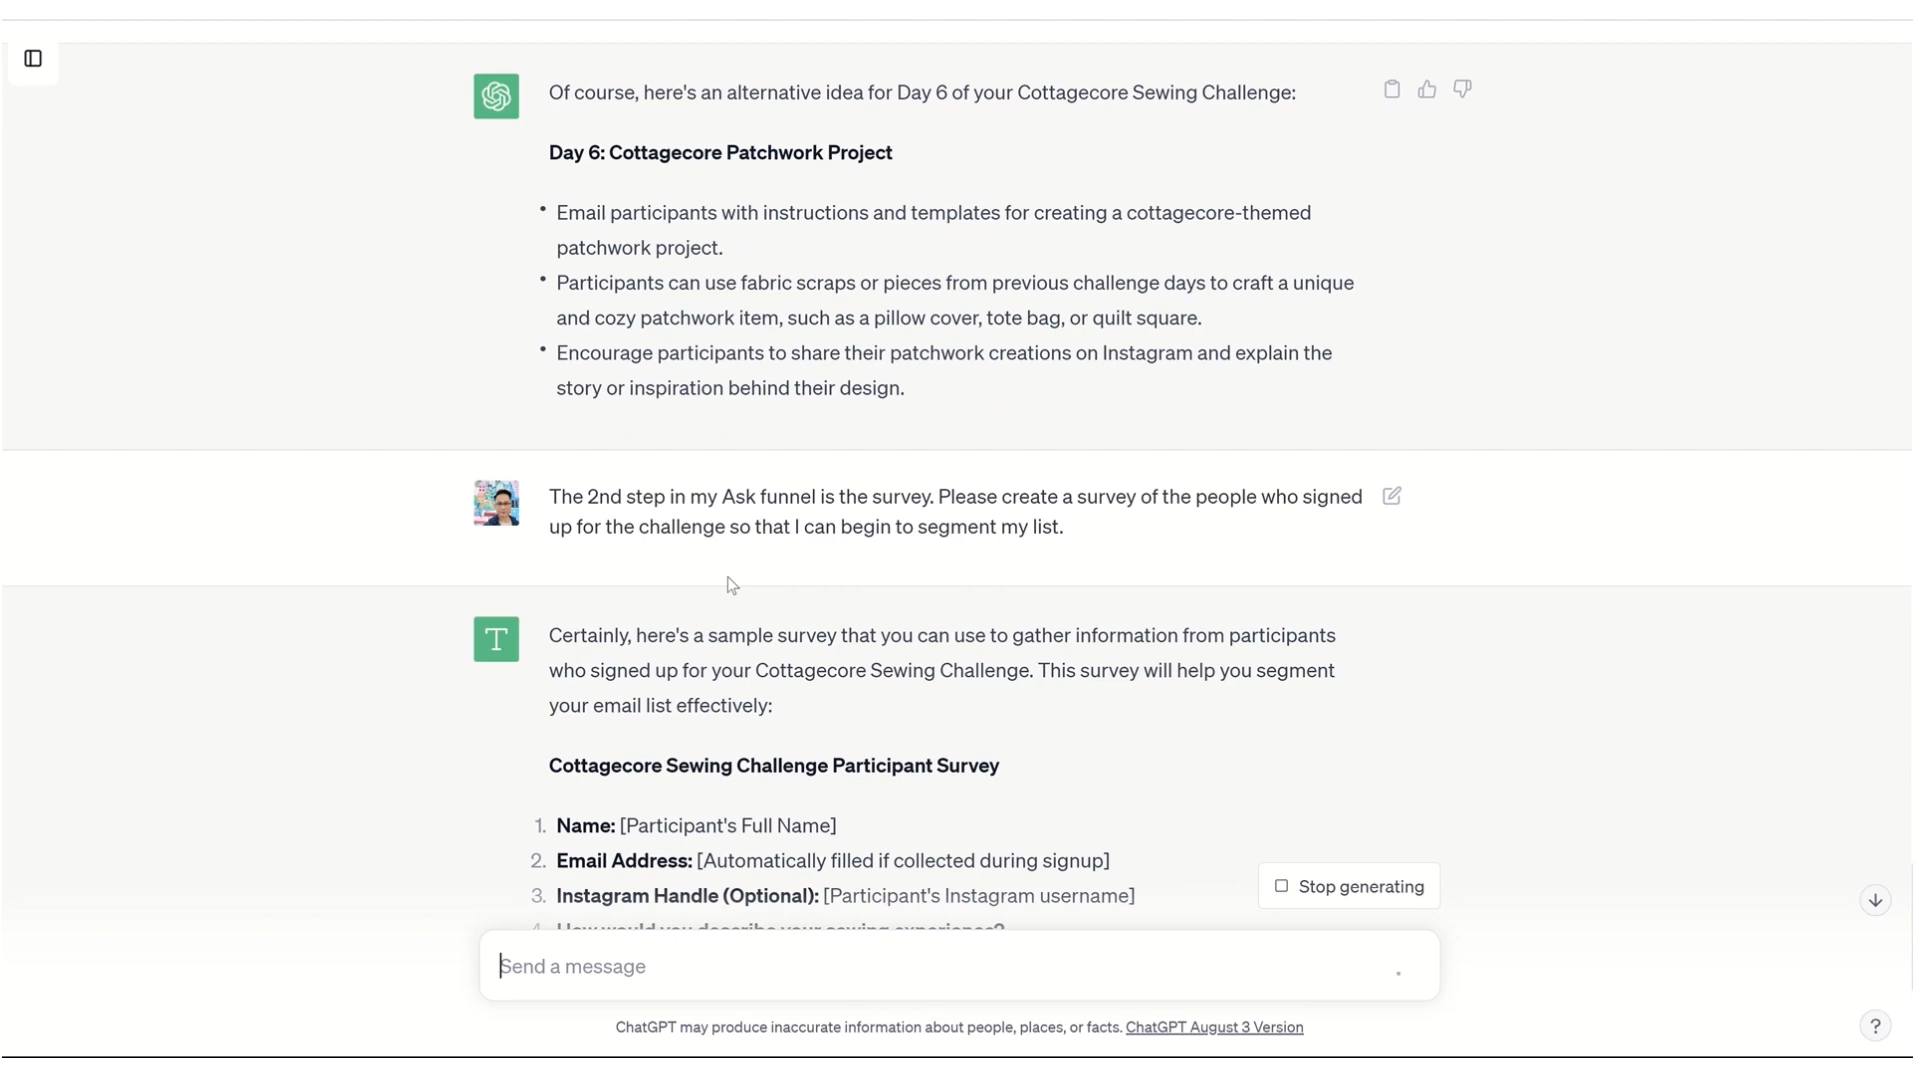 Of course, here's an alternative idea for Day 6 of your Cottagecore Sewing Challenge:
Day 6: Cottagecore Patchwork Project
• Email participants with instructions and templates for creating a cottagecore-themed
patchwork project.
• Participants can use fabric scraps or pieces from previous challenge days to craft a unique
and cozy patchwork item, such as a pillow cover, tote bag, or quilt square.
• Encourage participants to share their patchwork creations on Instagram and explain the
story or inspiration behind their design.
The 2nd step in my Ask funnel is the survey. Please create a survey of the people who signed
up for the challenge so that I can begin to segment my list.
T
Certainly, here's a sample survey that you can use to gather information from participants
who signed up for your Cottagecore Sewing Challenge. This survey will help you segment
your email list effectively:
Cottagecore Sewing Challenge Participant Survey
1. Name: [Participant's Full Name]
2. Email Address: [Automatically filled if collected during signup]
3. Instagram Handle (Optional): [Participant's Instagram username]
Stop generating
4. How would you describe your sewing experience?
Send a message
ChatGPT may produce inaccurate information about people, places, or facts. ChatGPT August 3 Version
?